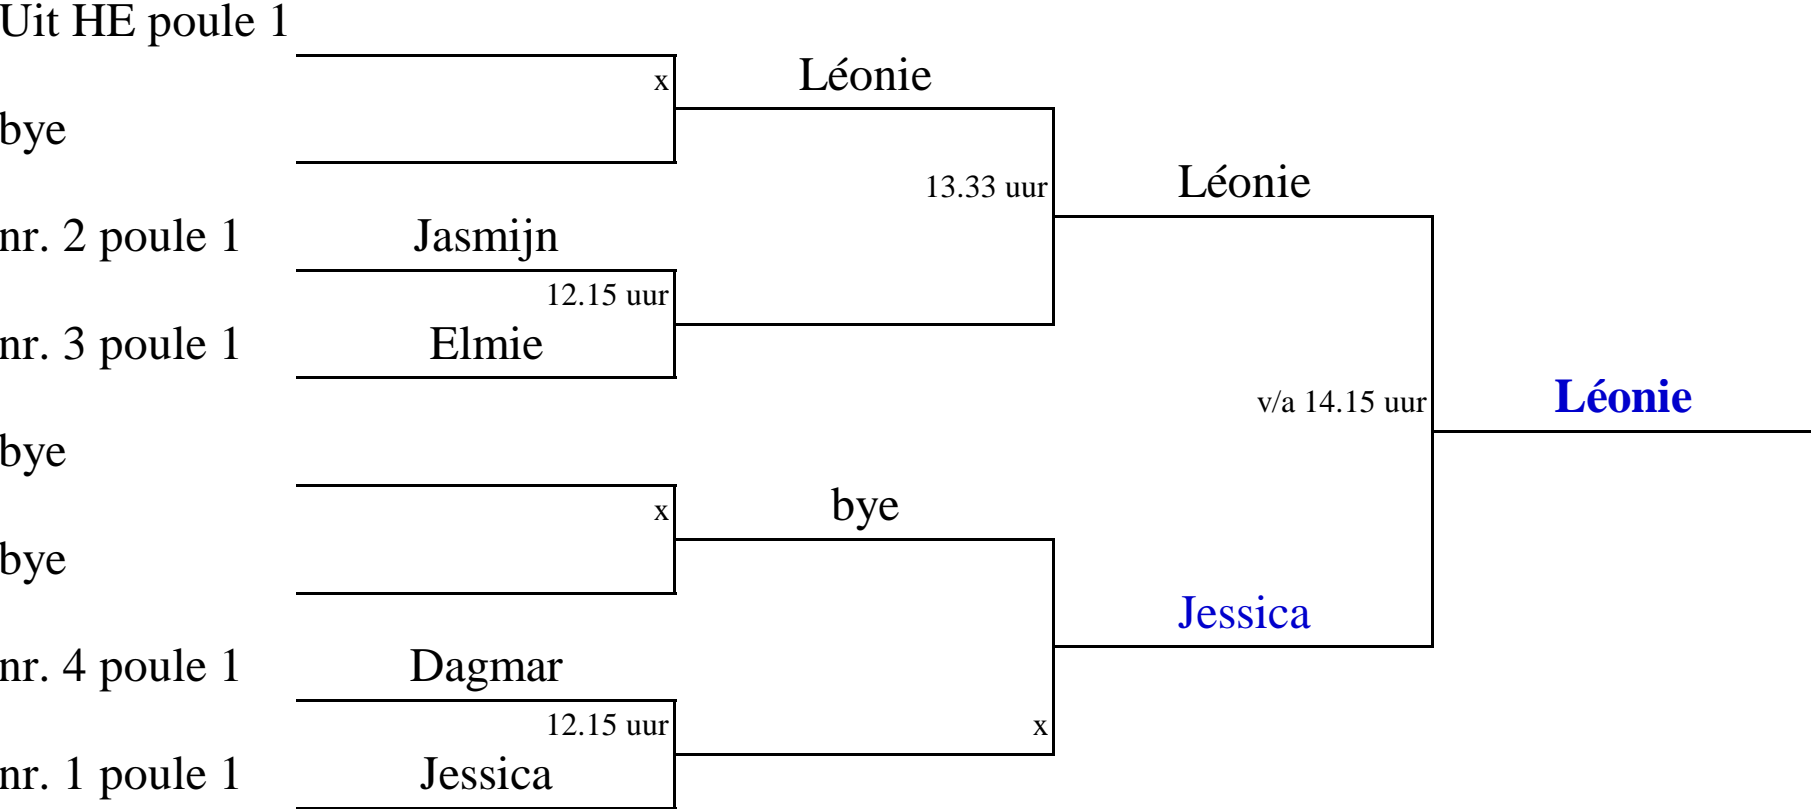 Uit HE poule 1
x
Léonie
bye
13.33 uur
Léonie
nr. 2 poule 1
Jasmijn
12.15 uur
nr. 3 poule 1
Elmie
v/a 14.15 uur
Léonie
bye
x
bye
bye
Jessica
nr. 4 poule 1
Dagmar
12.15 uur
x
nr. 1 poule 1
Jessica